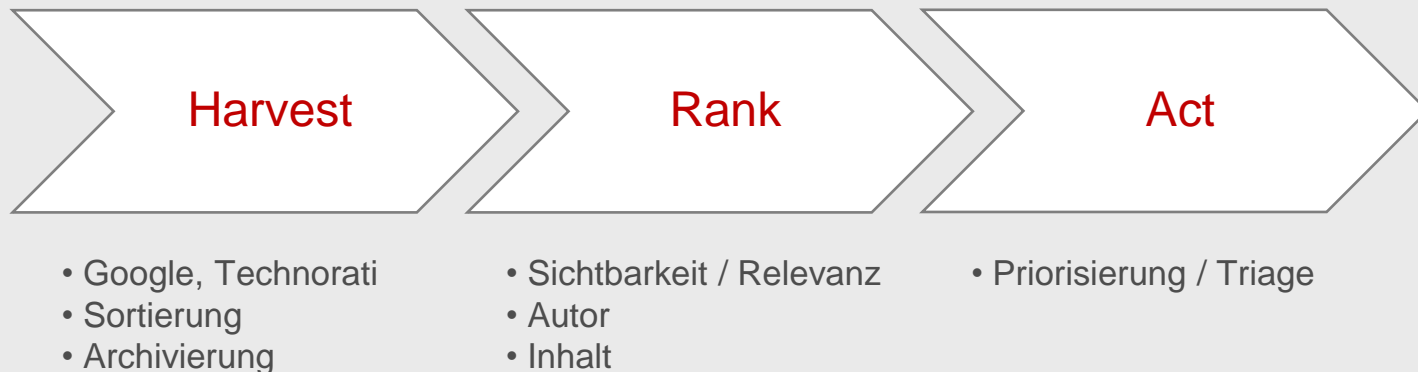 Harvest
Rank
Act
• Google, Technorati
• Sortierung
• Archivierung
• Sichtbarkeit / Relevanz
• Autor
• Inhalt
• Priorisierung / Triage